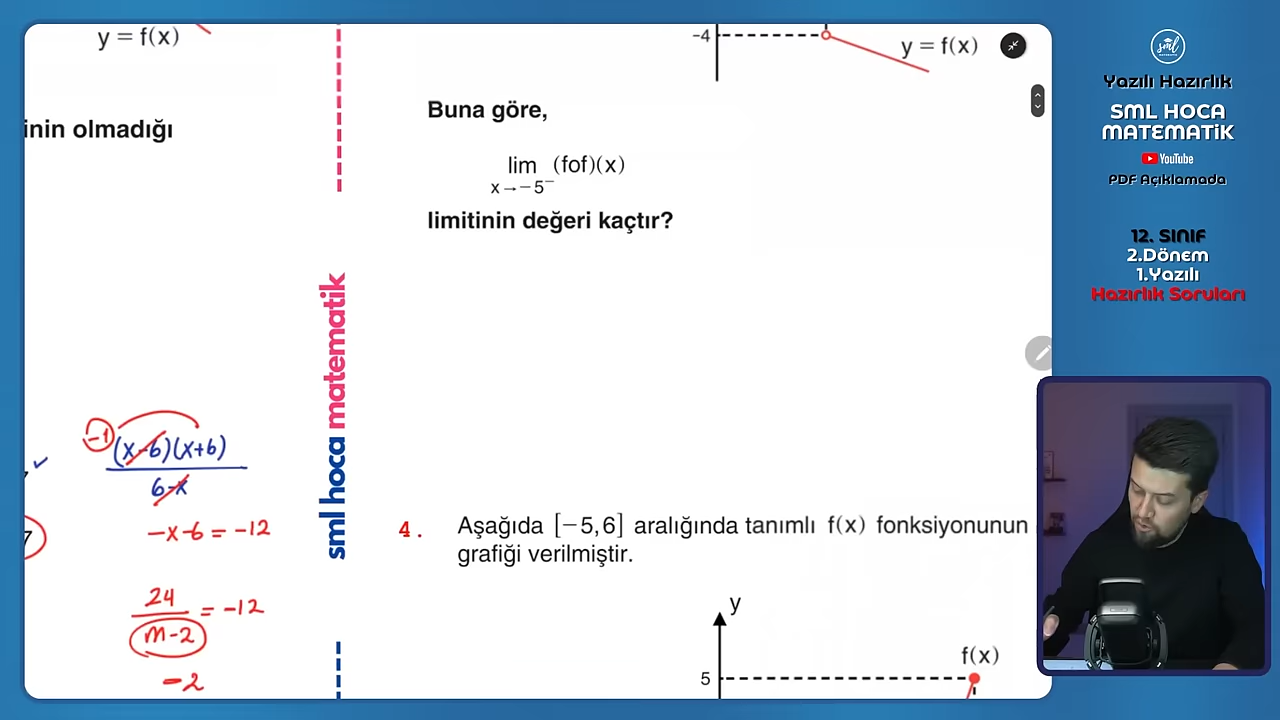 y = f(x)
inin olmadığı
-1 (x-6)(x+6)
6-x
-x-6 = -12
24
m-2
= -12
-2
sml hoca matematik
-4
y = f(x)
Buna göre,
lim (fof)(x)
x→-5⁻
limitinin değeri kaçtır?
4. Aşağıda [-5,6] aralığında tanımlı f(x) fonksiyonunun
grafiği verilmiştir.
y
f(x)
5
sml
Yazılı Hazırlık
SML HOCA
MATEMATİK
YouTube
PDF Açıklamada
12. SINIF
2.Dönem
1.Yazılı
Hazırlık Soruları